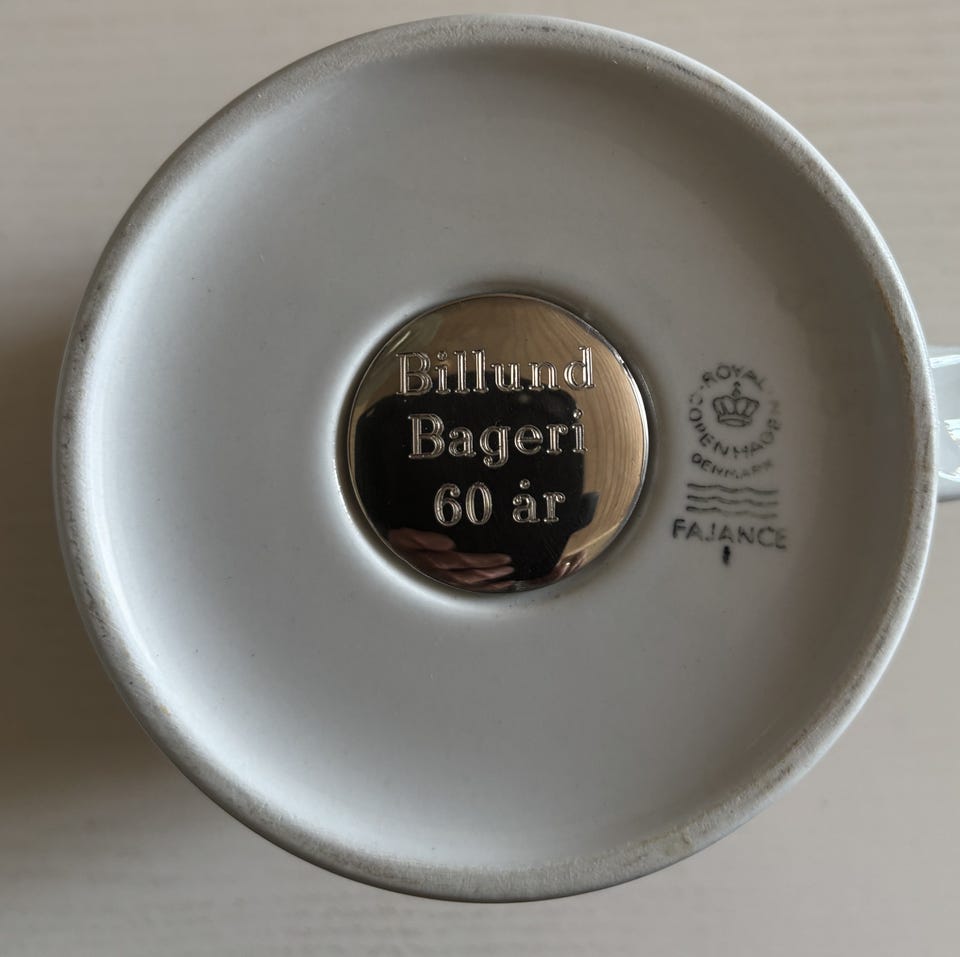 Billund
Bageri
60 år
ROYAL
COPENHAGEN
DENMARK
FAJANCE